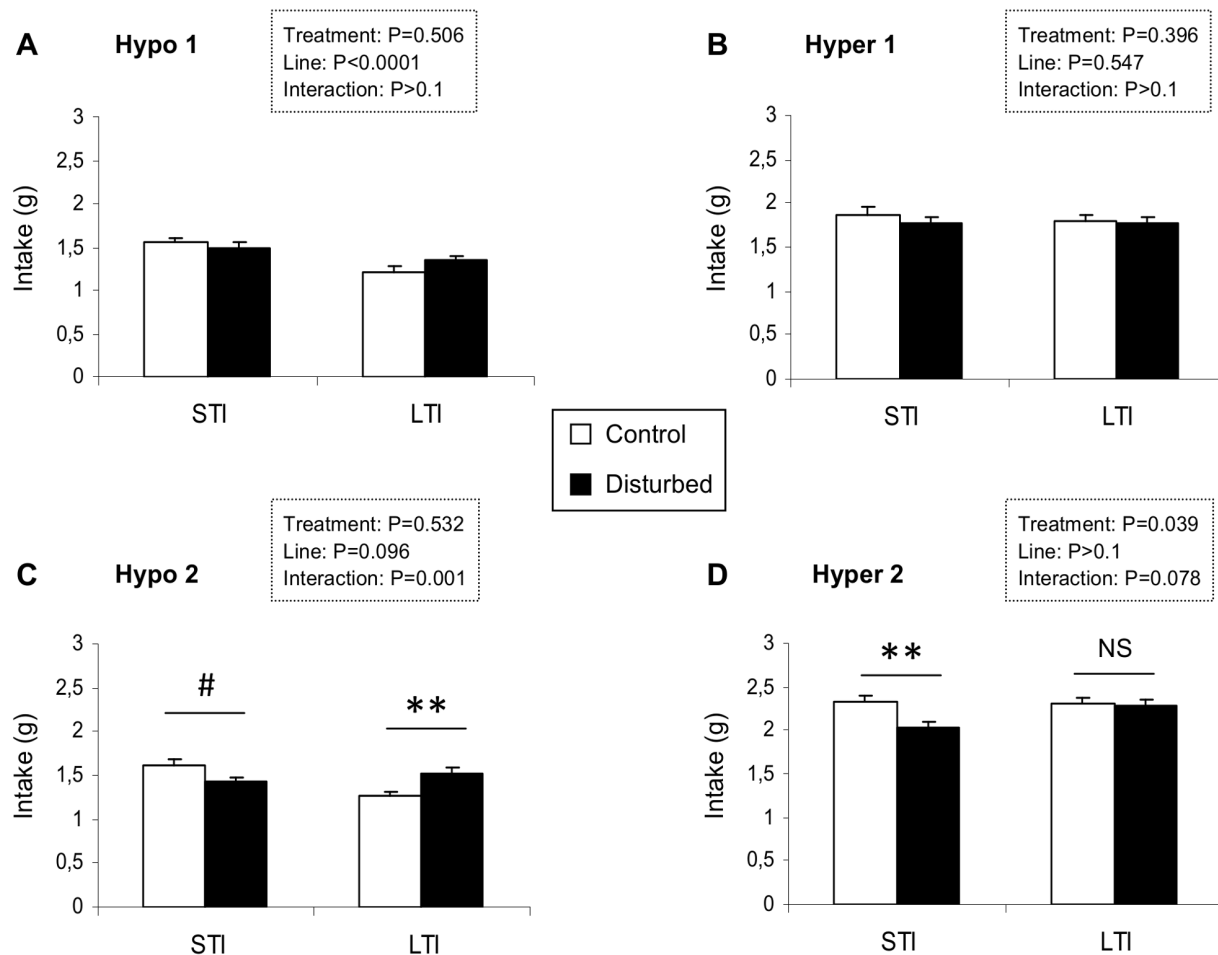 A
Hypo 1
Treatment: P=0.506
Line: P<0.0001
Interaction: P>0.1
3
2,5
2
1,5
1
0,5
0
Intake (g)
STI
LTI
B
Hyper 1
Treatment: P=0.396
Line: P=0.547
Interaction: P>0.1
3
2,5
2
1,5
1
0,5
0
Intake (g)
STI
LTI
Control
Disturbed
C
Hypo 2
Treatment: P=0.532
Line: P=0.096
Interaction: P=0.001
3
2,5
2
1,5
1
0,5
0
Intake (g)
#
**
STI
LTI
D
Hyper 2
Treatment: P=0.039
Line: P>0.1
Interaction: P=0.078
3
2,5
2
1,5
1
0,5
0
Intake (g)
**
NS
STI
LTI